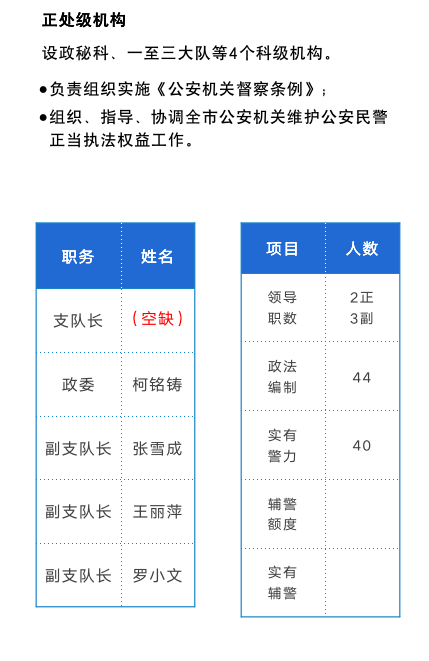 正处级机构
设政秘科、一至三大队等4个科级机构。
●负责组织实施《公安机关督察条例》；
●组织、指导、协调全市公安机关维护公安民警
正当执法权益工作。
职务 姓名
支队长 （空缺）
政委 柯铭铸
副支队长 张雪成
副支队长 王丽萍
副支队长 罗小文
项目 人数
领导
职数
2正
3副
政法
编制
44
实有
警力
40
辅警
额度
实有
辅警